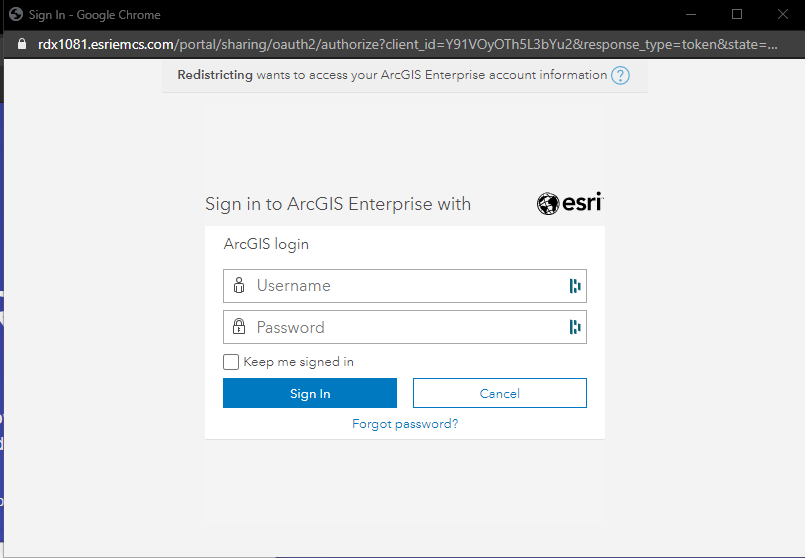 Sign In - Google Chrome
rdx1081.esriemcs.com/portal/sharing/oauth2/authorize?client_id=Y91VOyOTh5L3bYu2&response_type=token&state=...
Redistricting wants to access your ArcGIS Enterprise account information ?
Sign in to ArcGIS Enterprise with
esri
ArcGIS login
Username
Password
Keep me signed in
Sign In
Cancel
Forgot password?